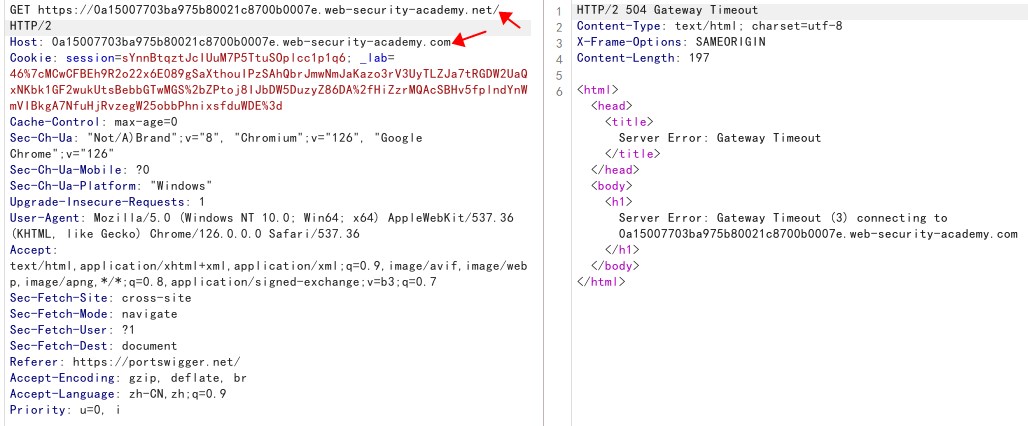 GET https://0a15007703ba975b80021c8700b0007e.web-security-academy.net/
HTTP/2
Host: 0a15007703ba975b80021c8700b0007e.web-security-academy.com
Cookie: session=sYnnBtqztJcIUuM7P5TtuSOplcc1p1q6; _lab=
46%7cMCwCFBEh9R2o22x6EO89gSaXthoulPzSAhQbrJmwNmJaKazo3rV3UyTLZJa7tRGDW2UaQ
xNKbk1GF2wukUtsBebbGTwMGS%2bZPtoj8IJbDW5DuzyZ86DA%2fHiZzrMQAcSBHv5fplndYnW
mVIBkgA7NfuHjRvzegW25obbPhnixsfduWDE%3d
Cache-Control: max-age=0
Sec-Ch-Ua: "Not/A)Brand";v="8", "Chromium";v="126", "Google
Chrome";v="126"
Sec-Ch-Ua-Mobile: ?0
Sec-Ch-Ua-Platform: "Windows"
Upgrade-Insecure-Requests: 1
User-Agent: Mozilla/5.0 (Windows NT 10.0; Win64; x64) AppleWebKit/537.36
(KHTML, like Gecko) Chrome/126.0.0.0 Safari/537.36
Accept:
text/html,application/xhtml+xml,application/xml;q=0.9,image/avif,image/web
p,image/apng,*/*;q=0.8,application/signed-exchange;v=b3;q=0.7
Sec-Fetch-Site: cross-site
Sec-Fetch-Mode: navigate
Sec-Fetch-User: ?1
Sec-Fetch-Dest: document
Referer: https://portswigger.net/
Accept-Encoding: gzip, deflate, br
Accept-Language: zh-CN,zh;q=0.9
Priority: u=0, i
1 HTTP/2 504 Gateway Timeout
2 Content-Type: text/html; charset=utf-8
3 X-Frame-Options: SAMEORIGIN
4 Content-Length: 197
5
6 <html>
<head>
<title>
Server Error: Gateway Timeout
</title>
</head>
<body>
<h1>
Server Error: Gateway Timeout (3) connecting to
0a15007703ba975b80021c8700b0007e.web-security-academy.com
</h1>
</body>
</html>